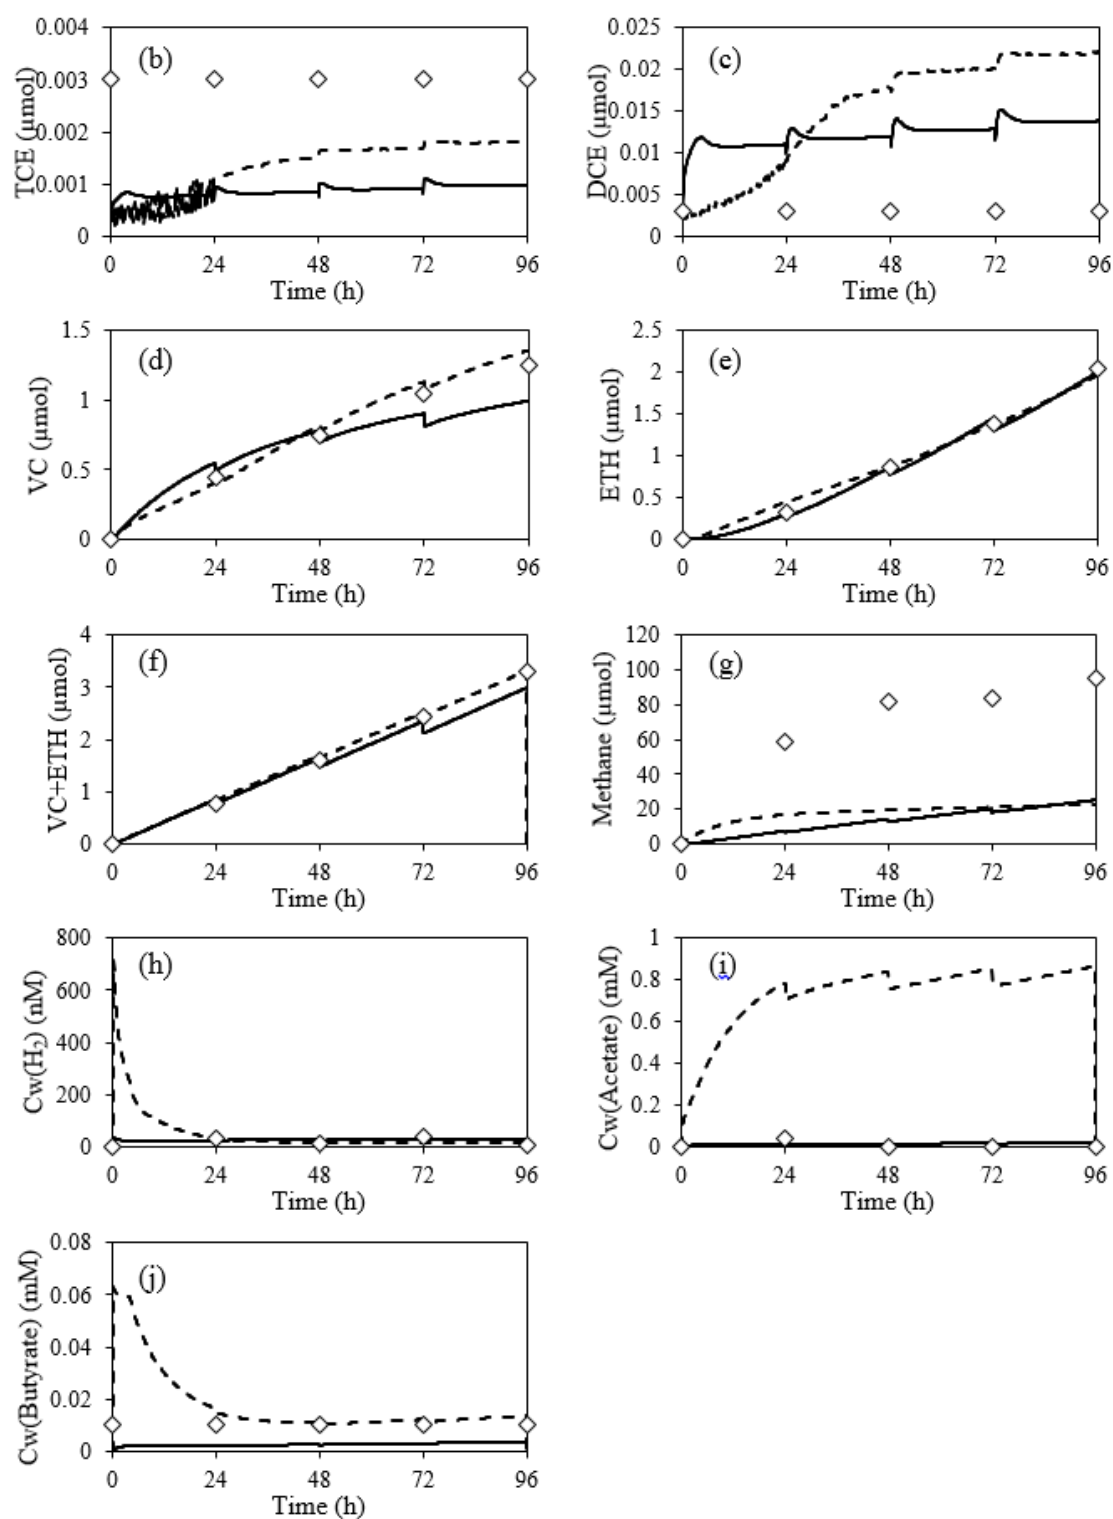 (b)
TCE (μmol)
0.004
0.003
0.002
0.001
0
0 24 48 72 96
Time (h)
(c)
DCE (μmol)
0.025
0.02
0.015
0.01
0.005
0
0 24 48 72 96
Time (h)
(d)
VC (μmol)
1.5
1
0.5
0
0 24 48 72 96
Time (h)
(e)
ETH (μmol)
2.5
2
1.5
1
0.5
0
0 24 48 72 96
Time (h)
(f)
VC+ETH (μmol)
4
3
2
1
0
0 24 48 72 96
Time (h)
(g)
Methane (μmol)
120
100
80
60
40
20
0
0 24 48 72 96
Time (h)
(h)
Cw(H₂) (nM)
800
600
400
200
0
0 24 48 72 96
Time (h)
(i)
Cw(Acetate) (mM)
1
0.8
0.6
0.4
0.2
0
0 24 48 72 96
Time (h)
(j)
Cw(Butyrate) (mM)
0.08
0.06
0.04
0.02
0
0 24 48 72 96
Time (h)